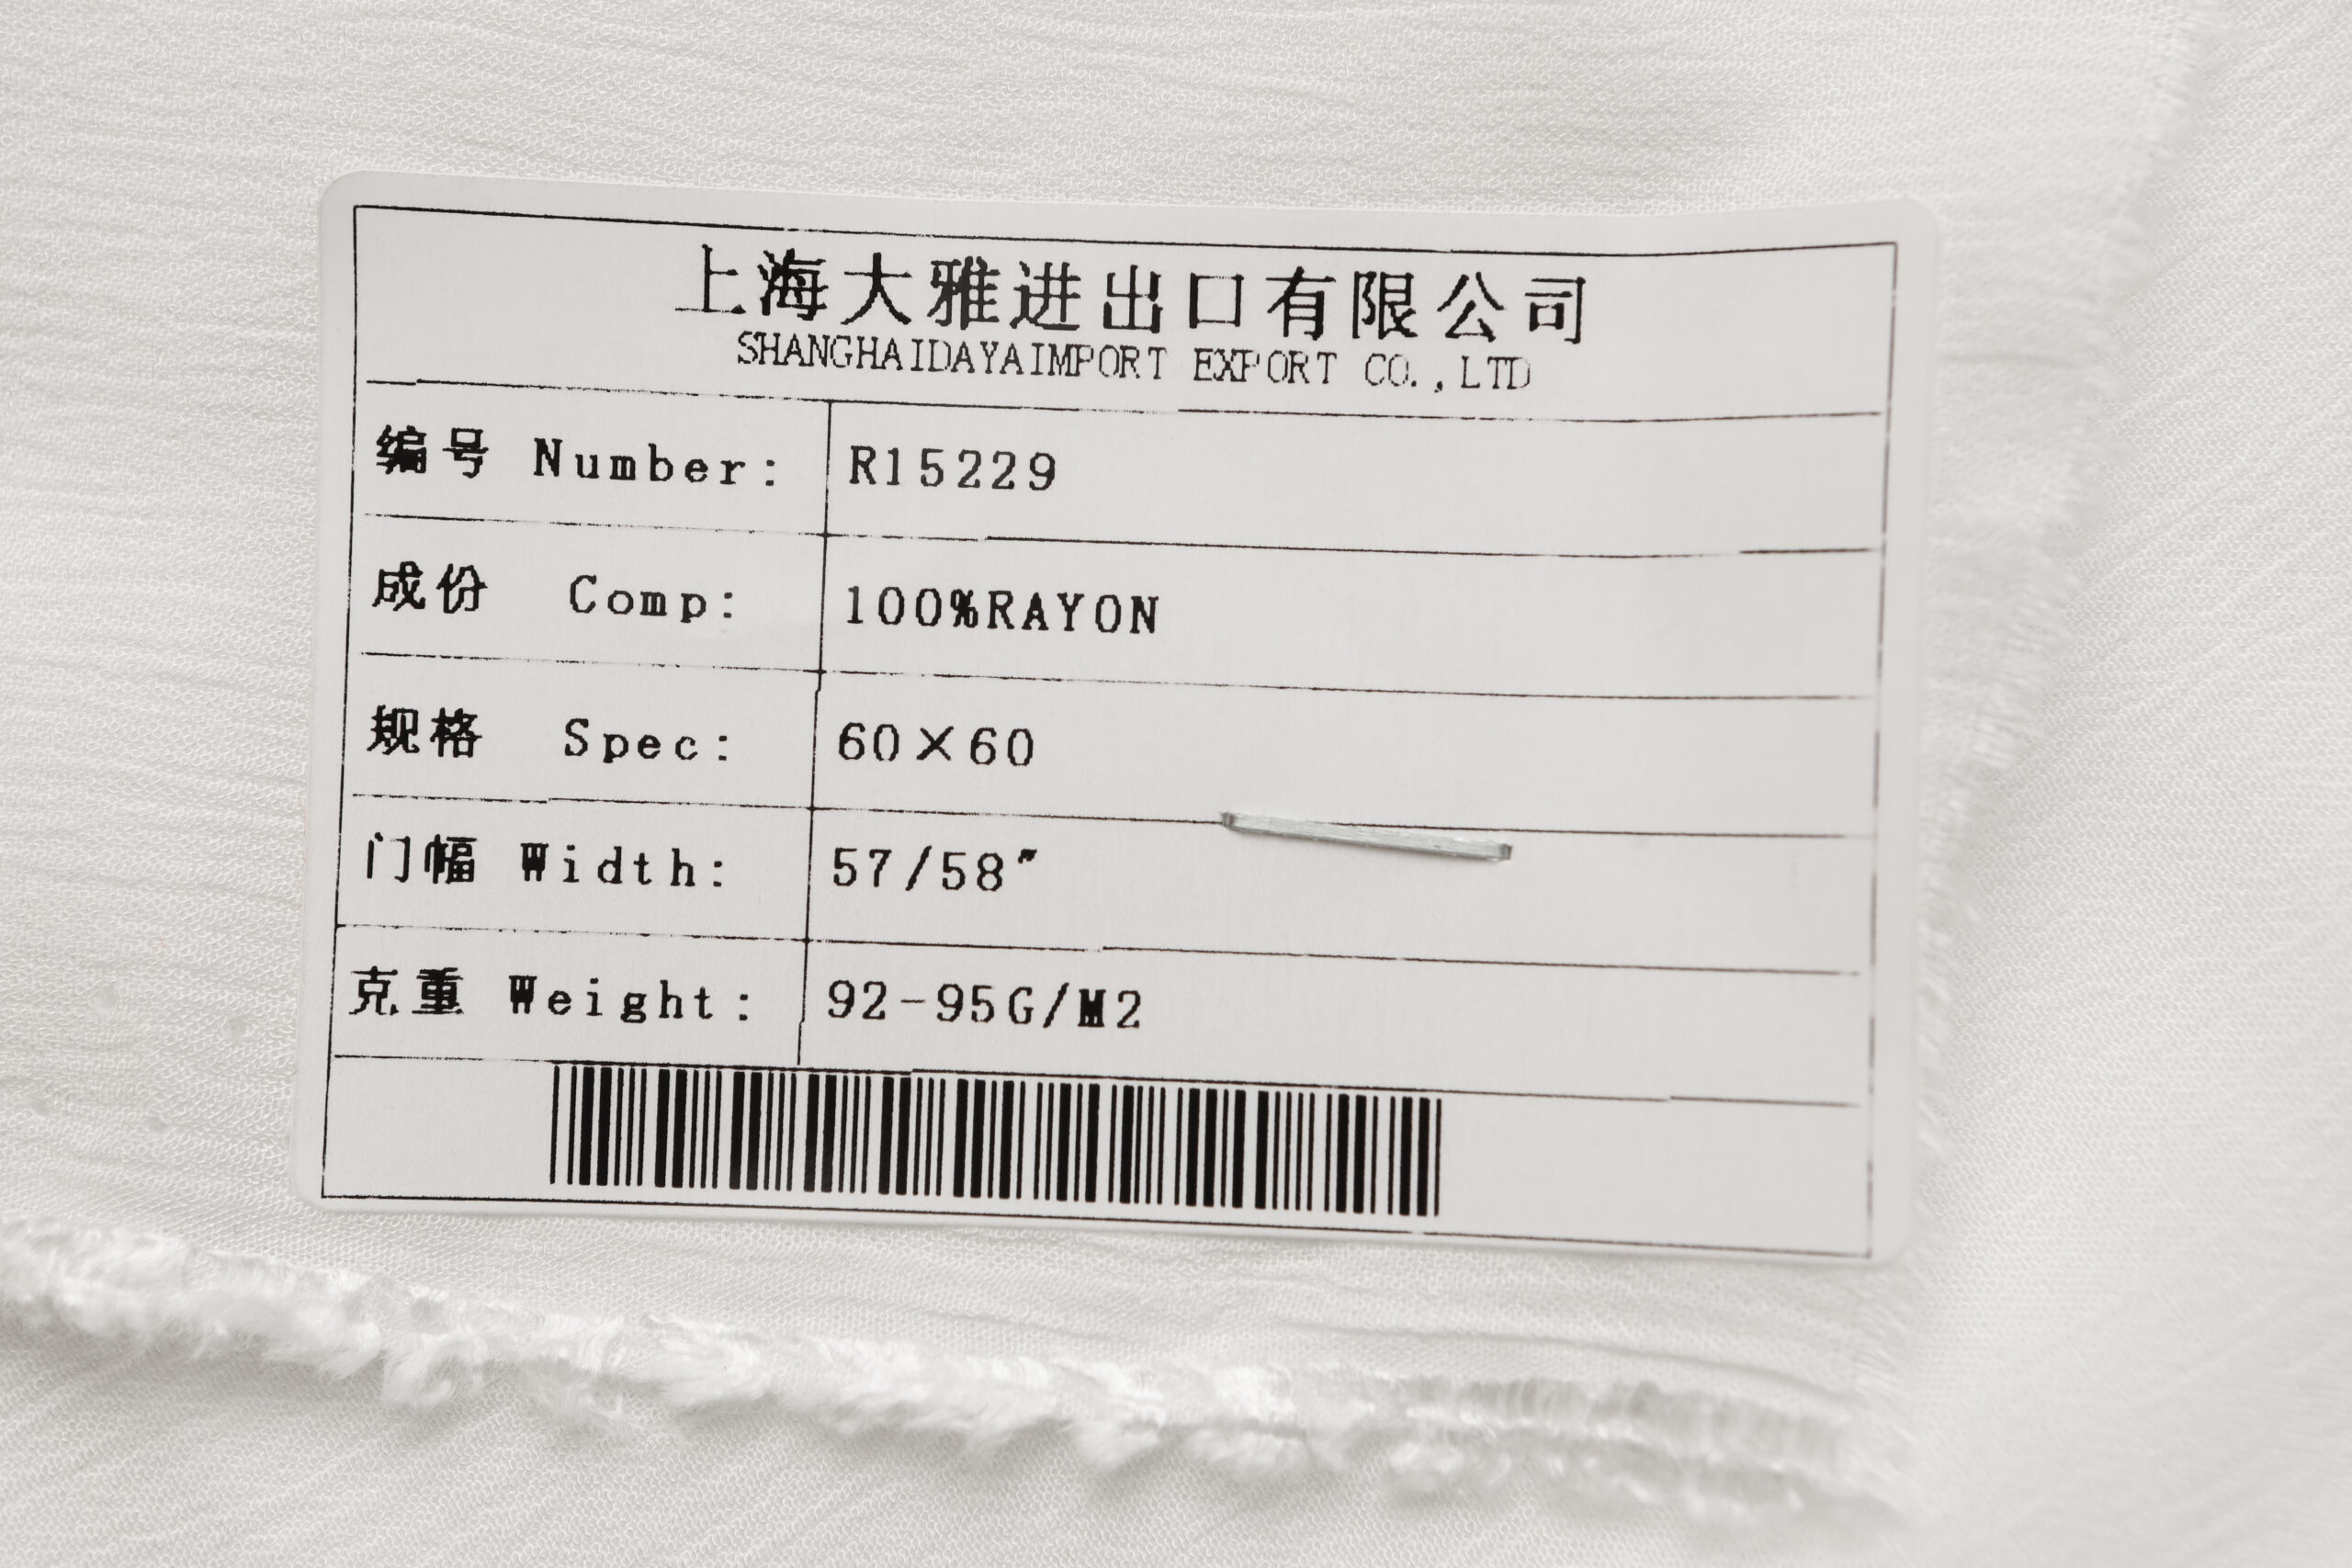 上海大雅进出口有限公司
SHANGHAIDAYAIMPORT EXPORT CO.,LTD
编号 Number: R15229
成份 Comp: 100%RAYON
规格 Spec: 60×60
门幅 Width: 57/58"
克重 Weight: 92-95G/M2